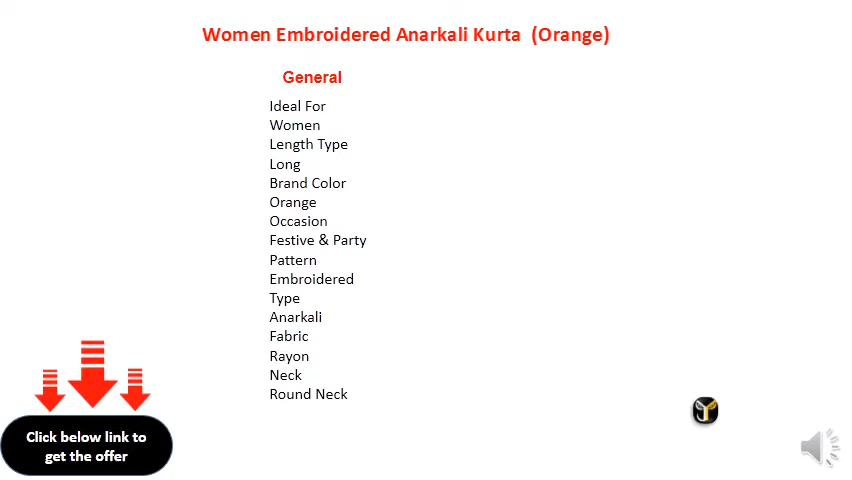 Women Embroidered Anarkali Kurta  (Orange)
General
Ideal For
Women
Length Type
Long
Brand Color
Orange
Occasion
Festive & Party
Pattern
Embroidered
Type
Anarkali
Fabric
Rayon
Neck
Round Neck
Click below link to
get the offer